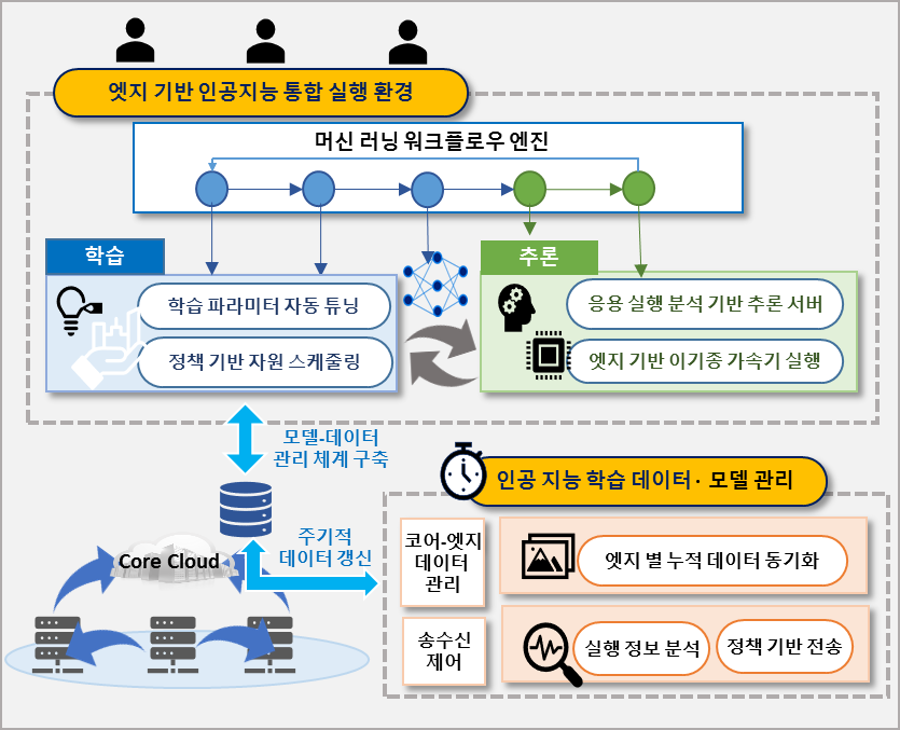 엣지 기반 인공지능 통합 실행 환경
머신 러닝 워크플로우 엔진
학습
학습 파라미터 자동 튜닝
정책 기반 자원 스케줄링
추론
응용 실행 분석 기반 추론 서버
엣지 기반 이기종 가속기 실행
모델-데이터
관리 체계 구축
주기적
데이터 갱신
Core Cloud
인공 지능 학습 데이터· 모델 관리
코어-엣지
데이터
관리
엣지 별 누적 데이터 동기화
송수신
제어
실행 정보 분석
정책 기반 전송